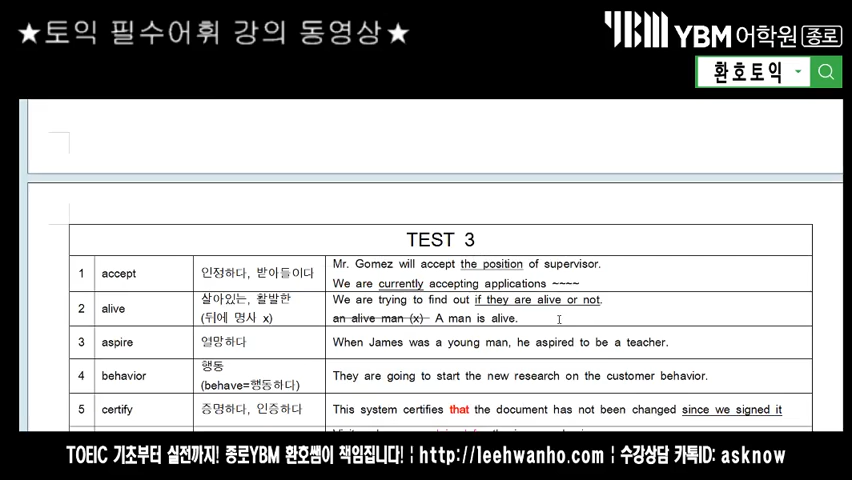 ★토익 필수어휘 강의 동영상★
YBM YBM 어학원 종로
환호토익
TEST 3
1 accept 인정하다, 받아들이다 Mr. Gomez will accept the position of supervisor.
We are currently accepting applications ~~~~
2 alive 살아있는, 활발한 We are trying to find out if they are alive or not.
(뒤에 명사 x) an alive man (x) A man is alive.
3 aspire 열망하다 When James was a young man, he aspired to be a teacher.
4 behavior 행동 They are going to start the new research on the customer behavior.
(behave=행동하다)
5 certify 증명하다, 인증하다 This system certifies that the document has not been changed since we signed it
TOEIC 기초부터 실전까지! 종로YBM 환호쌤이 책임집니다! ¦ http://leehwanho.com ¦ 수강상담 카톡ID: asknow